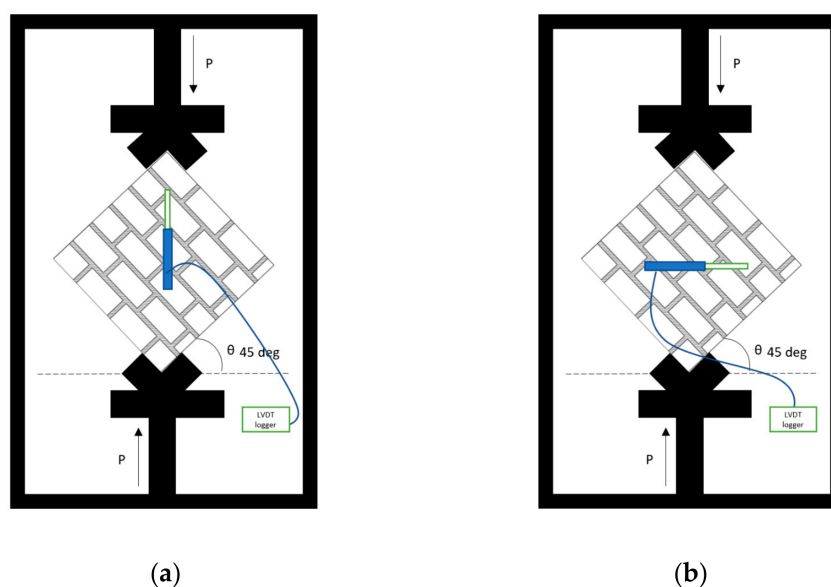 P
θ 45 deg
LVDT
logger
P
(a)
P
θ 45 deg
LVDT
logger
P
(b)